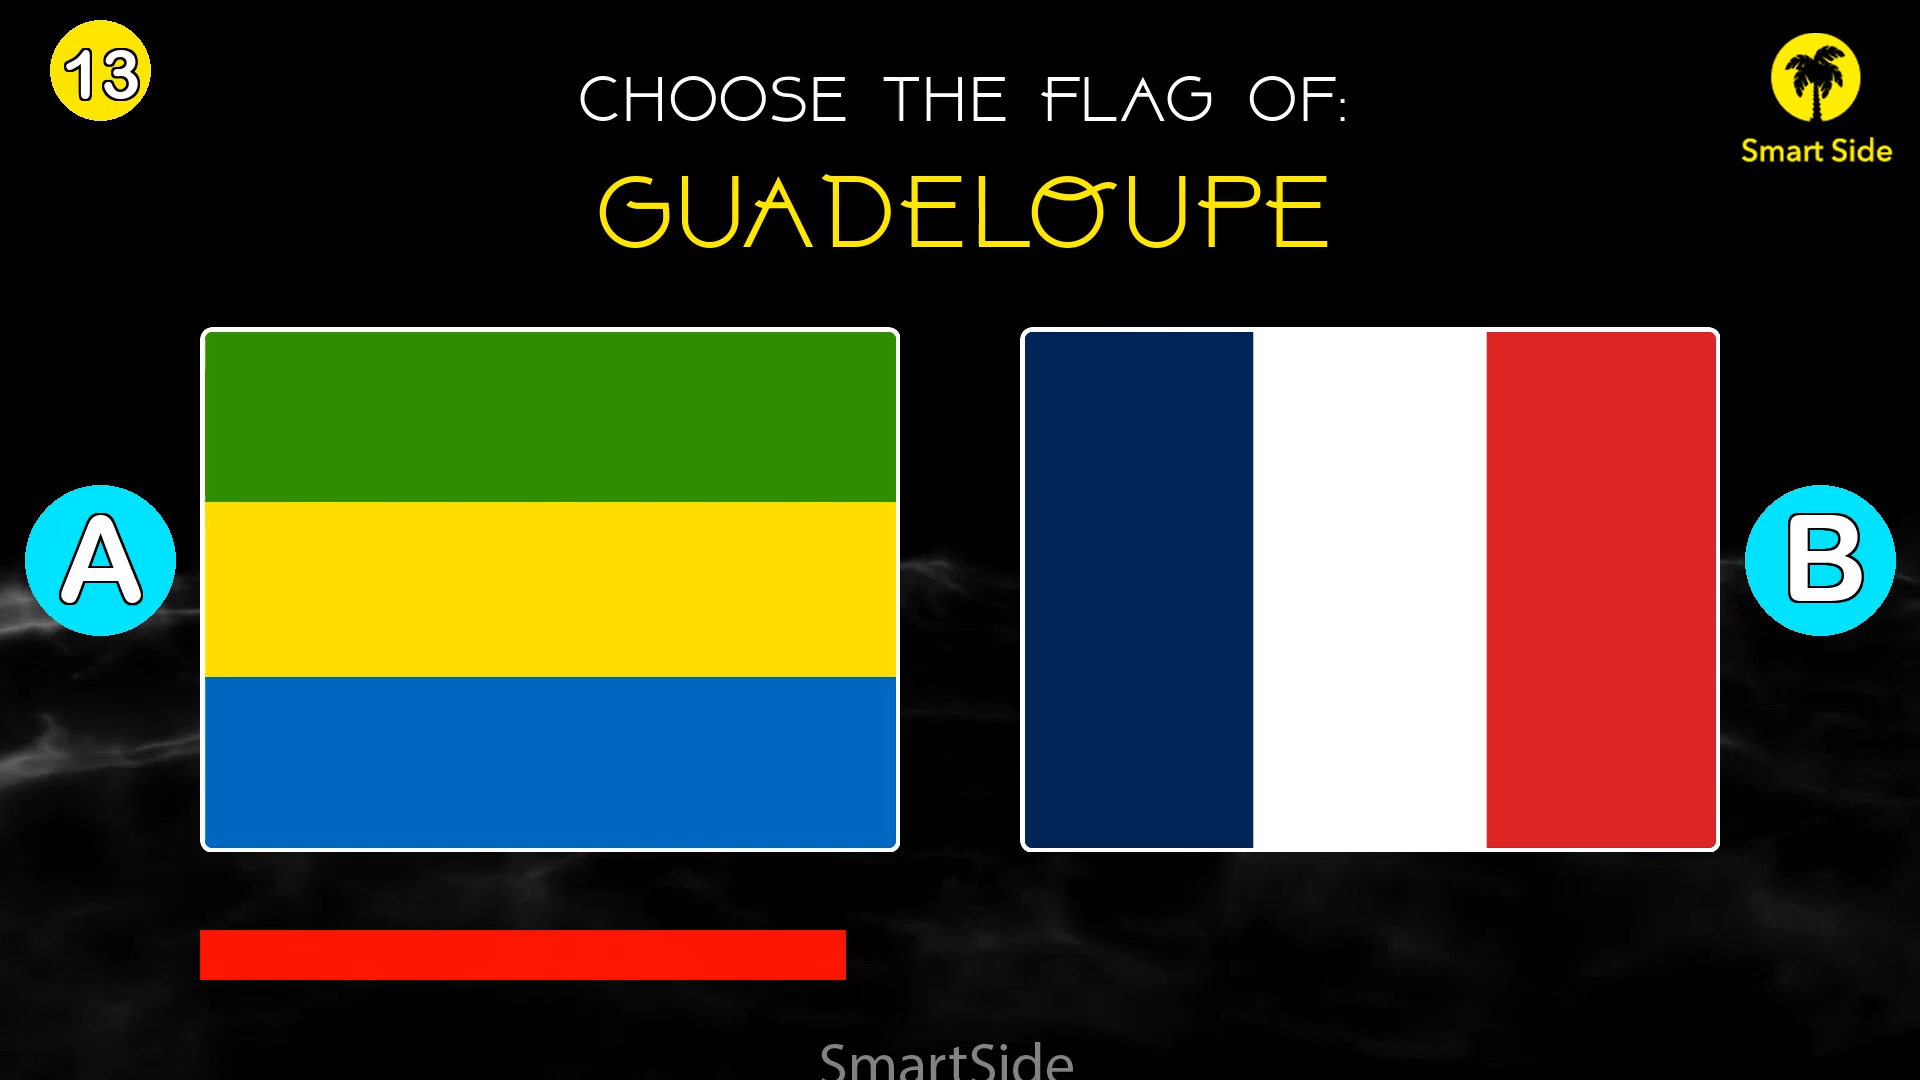 13
CHOOSE THE FLAG OF:
GUADELOUPE
Smart Side
A
B
SmartSide